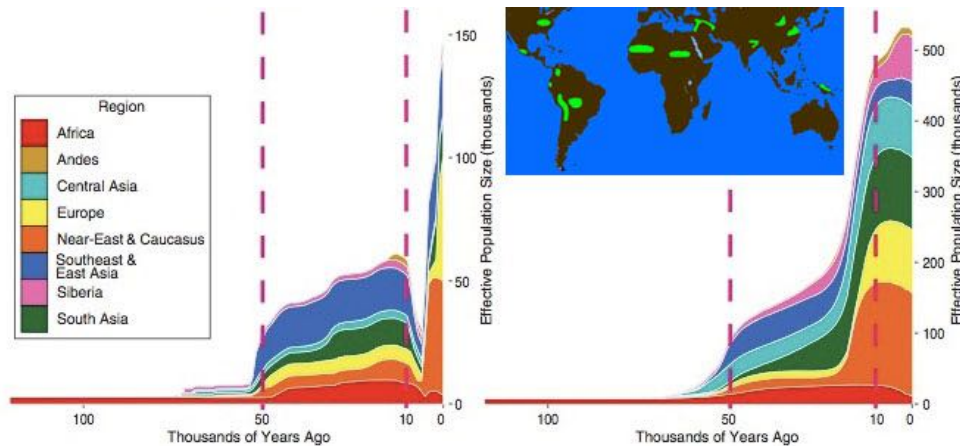 150
100
50
0
Region
Africa
Andes
Central Asia
Europe
Near-East & Caucasus
Southeast &
East Asia
Siberia
South Asia
100
50
10
0
Thousands of Years Ago
Effective Population Size (thousands)
500
400
300
200
100
0
Effective Population Size (thousands)
100
50
10
0
Thousands of Years Ago